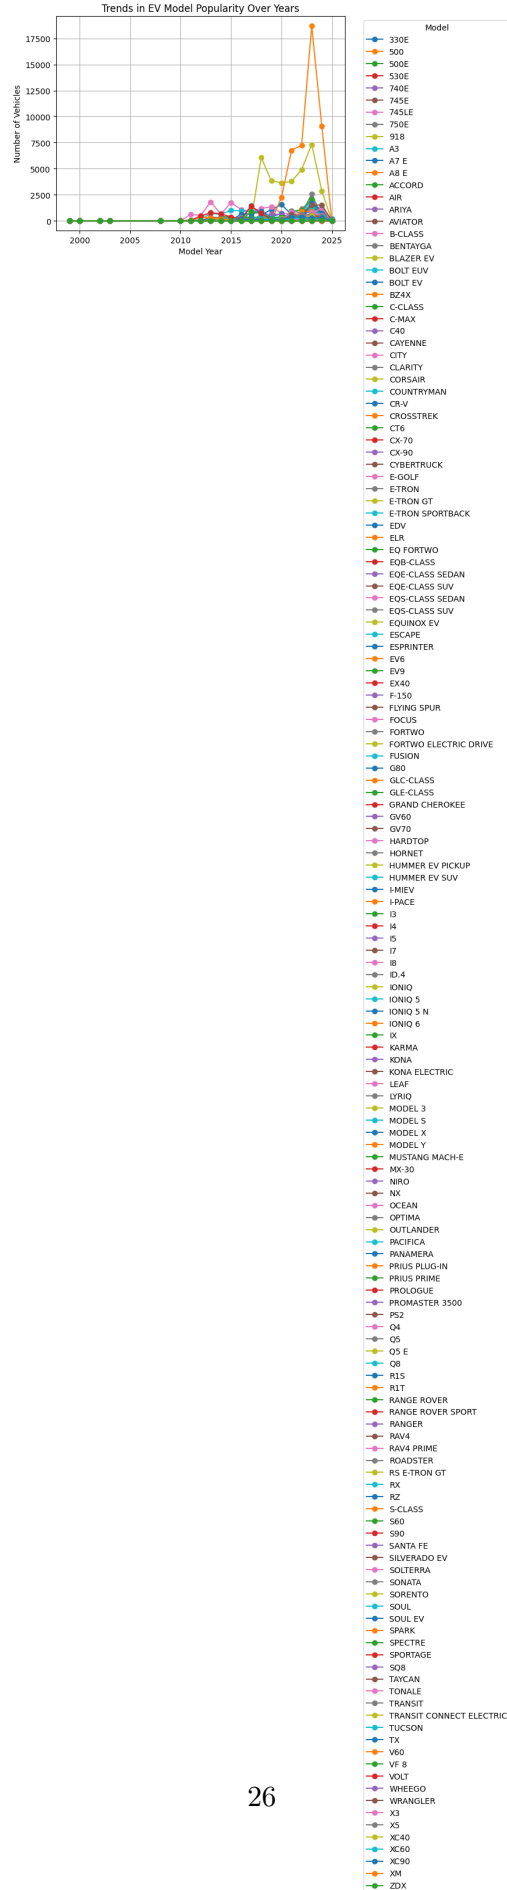 Trends in EV Model Popularity Over Years
Number of Vehicles
17500
15000
12500
10000
7500
5000
2500
0
2000
2005
2010
2015
2020
2025
Model Year
Model
330E
500
500E
530E
740E
745E
745LE
750E
918
A3
A7 E
A8 E
ACCORD
AIR
ARIYA
AVIATOR
B-CLASS
BENTAYGA
BLAZER EV
BOLT EUV
BOLT EV
BZ4X
C-CLASS
C-MAX
C40
CAYENNE
CITY
CLARITY
CORSAIR
COUNTRYMAN
CR-V
CROSSTREK
CT6
CX-70
CX-90
CYBERTRUCK
E-GOLF
E-TRON
E-TRON GT
E-TRON SPORTBACK
EDV
ELR
EQ FORTWO
EQB-CLASS
EQE-CLASS SEDAN
EQE-CLASS SUV
EQS-CLASS SEDAN
EQS-CLASS SUV
EQUINOX EV
ESCAPE
ESPRINTER
EV6
EV9
EX40
F-150
FLYING SPUR
FOCUS
FORTWO
FORTWO ELECTRIC DRIVE
FUSION
G80
GLC-CLASS
GLE-CLASS
GRAND CHEROKEE
GV60
GV70
HARDTOP
HORNET
HUMMER EV PICKUP
HUMMER EV SUV
I-MIEV
I-PACE
I3
I4
I5
I7
I8
ID.4
IONIQ
IONIQ 5
IONIQ 5 N
IONIQ 6
IX
KARMA
KONA
KONA ELECTRIC
LEAF
LYRIQ
MODEL 3
MODEL S
MODEL X
MODEL Y
MUSTANG MACH-E
MX-30
NIRO
NX
OCEAN
OPTIMA
OUTLANDER
PACIFICA
PANAMERA
PRIUS PLUG-IN
PRIUS PRIME
PROLOGUE
PROMASTER 3500
PS2
Q4
Q5
Q5 E
Q8
R1S
R1T
RANGE ROVER
RANGE ROVER SPORT
RANGER
RAV4
RAV4 PRIME
ROADSTER
RS E-TRON GT
RX
RZ
S-CLASS
S60
S90
SANTA FE
SILVERADO EV
SOLTERRA
SONATA
SORENTO
SOUL
SOUL EV
SPARK
SPECTRE
SPORTAGE
SQ8
TAYCAN
TONALE
TRANSIT
TRANSIT CONNECT ELECTRIC
TUCSON
TX
V60
VF 8
VOLT
WHEEGO
WRANGLER
X3
X5
XC40
XC60
XC90
XM
ZDX
26